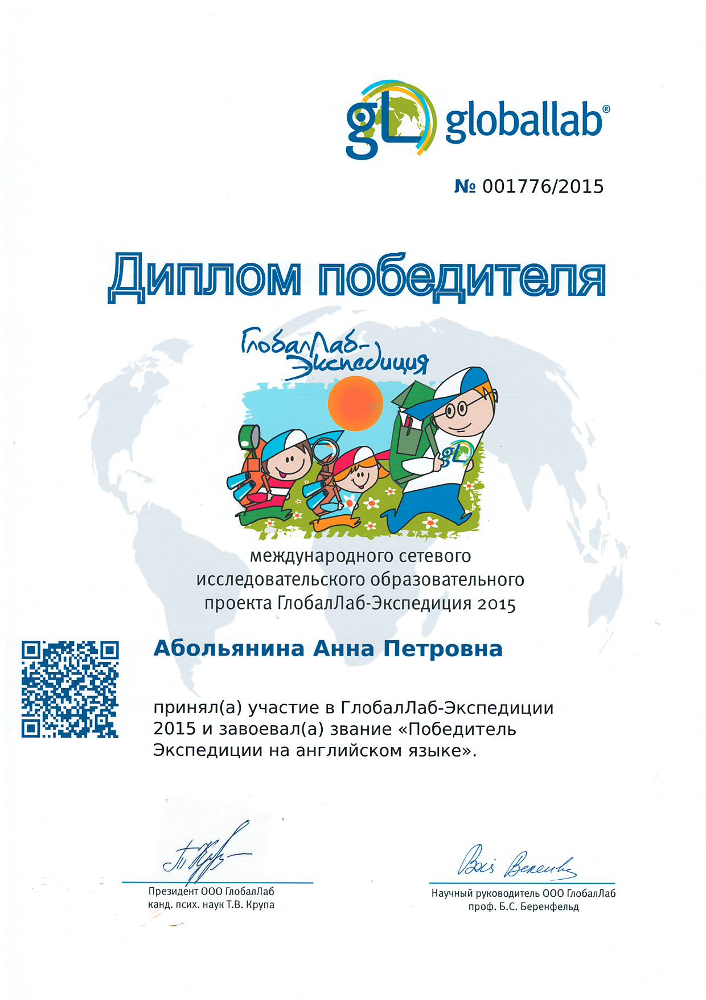 gL globallab®
№ 001776/2015
Диплом победителя
ГлобалЛаб-
Экспедиция
gL
международного сетевого
исследовательского образовательного
проекта ГлобалЛаб-Экспедиция 2015
Абольянина Анна Петровна
принял(а) участие в ГлобалЛаб-Экспедиции
2015 и завоевал(а) звание «Победитель
Экспедиции на английском языке».
Президент ООО ГлобалЛаб
канд. псих. наук Т.В. Крупа
Научный руководитель ООО ГлобалЛаб
проф. Б.С. Беренфельд